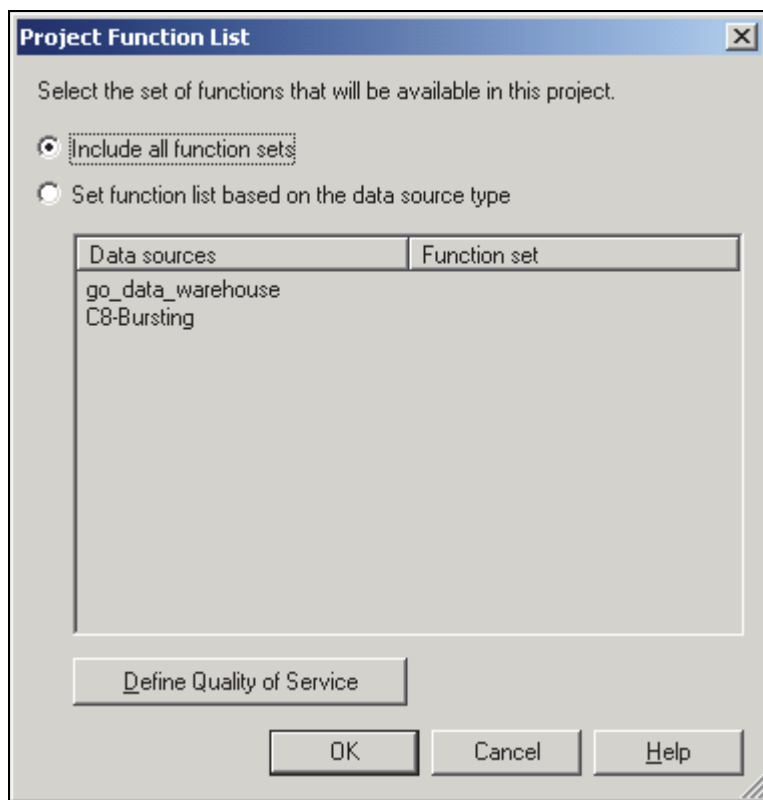 Project Function List
Select the set of functions that will be available in this project.
Include all function sets
Set function list based on the data source type
Data sources Function set
go_data_warehouse
C8-Bursting
Define Quality of Service
OK Cancel Help